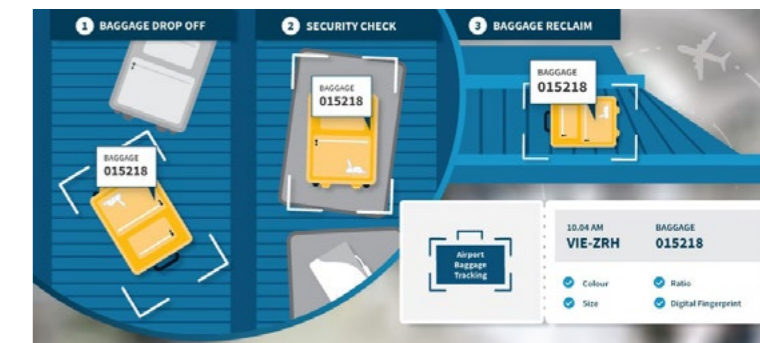 1 BAGGAGE DROP OFF
2 SECURITY CHECK
3 BAGGAGE RECLAIM
BAGGAGE
015218
BAGGAGE
015218
BAGGAGE
015218
Airport
Baggage
Tracking
10.04 AM
VIE-ZRH
BAGGAGE
015218
Colour
Size
Ratio
Digital Fingerprint